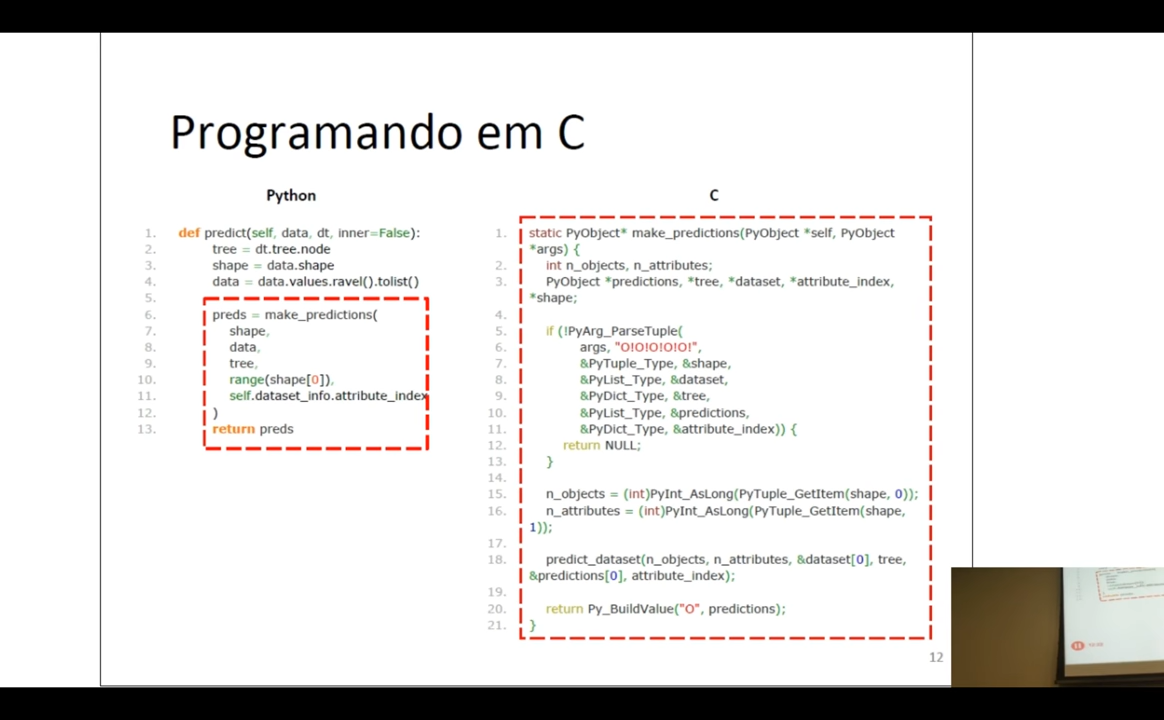 Programando em C
Python
1. def predict(self, data, dt, inner=False):
2. tree = dt.tree.node
3. shape = data.shape
4. data = data.values.ravel().tolist()
5.
6. preds = make_predictions(
7. shape,
8. data,
9. tree,
10. range(shape[0]),
11. self.dataset_info.attribute_index
12. )
13. return preds
C
1. static PyObject* make_predictions(PyObject *self, PyObject
*args) {
2. int n_objects, n_attributes;
3. PyObject *predictions, *tree, *dataset, *attribute_index,
*shape;
4.
5. if (!PyArg_ParseTuple(
6. args, "O!O!O!O!O!",
7. &PyTuple_Type, &shape,
8. &PyList_Type, &dataset,
9. &PyDict_Type, &tree,
10. &PyList_Type, &predictions,
11. &PyDict_Type, &attribute_index)) {
12. return NULL;
13. }
14.
15. n_objects = (int)PyInt_AsLong(PyTuple_GetItem(shape, 0));
16. n_attributes = (int)PyInt_AsLong(PyTuple_GetItem(shape,
1));
17.
18. predict_dataset(n_objects, n_attributes, &dataset[0], tree,
&predictions[0], attribute_index);
19.
20. return Py_BuildValue("O", predictions);
21. }
12